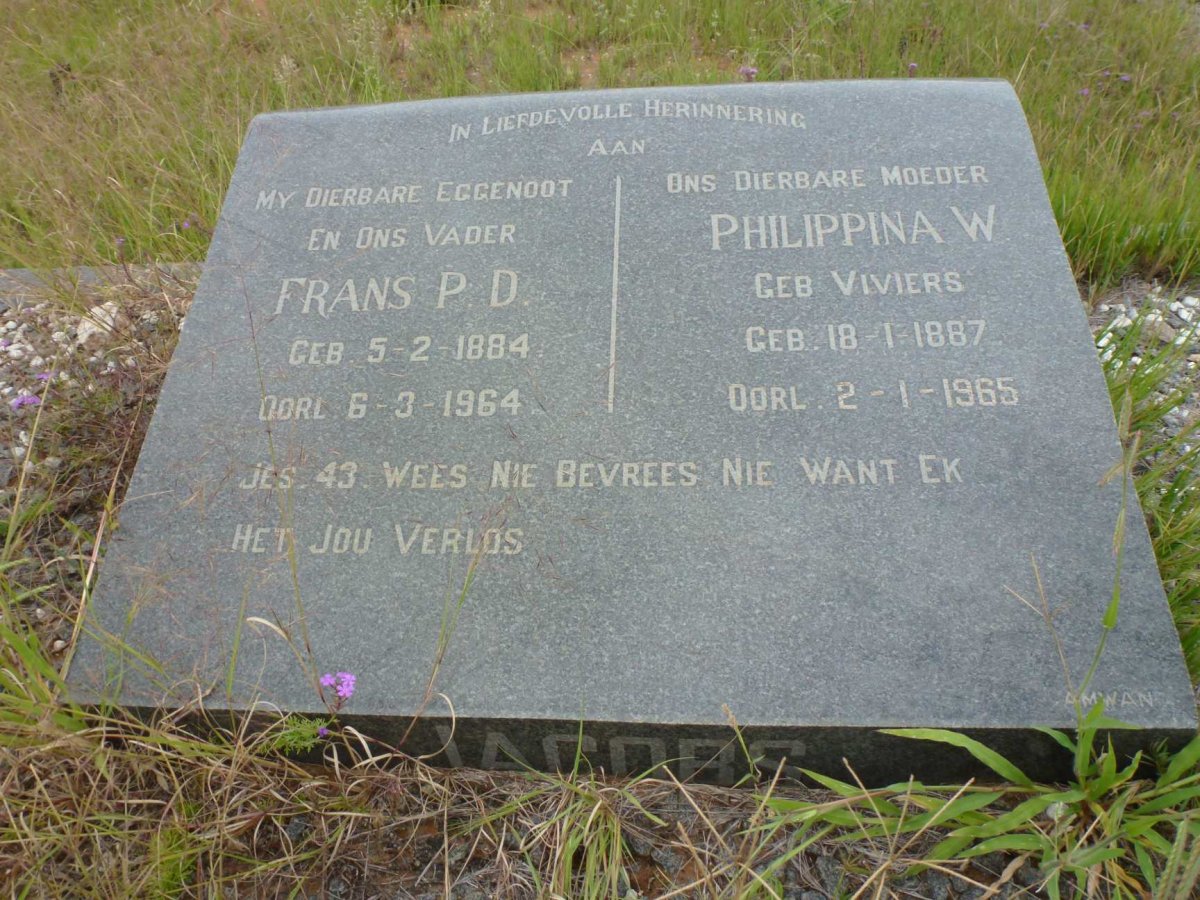 IN LIEFDEVOLLE HERINNERING
AAN
MY DIERBARE EGGENOOT
EN ONS VADER
FRANS P. D.
GEB. 5-2-1884
OORL. 6-3-1964
ONS DIERBARE MOEDER
PHILIPPINA W
GEB VIVIERS
GEB. 18-1-1887
OORL. 2-1-1965
JES. 43. WEES NIE BEVREES NIE WANT EK
HET JOU VERLOS
AMWAN
JACOBS